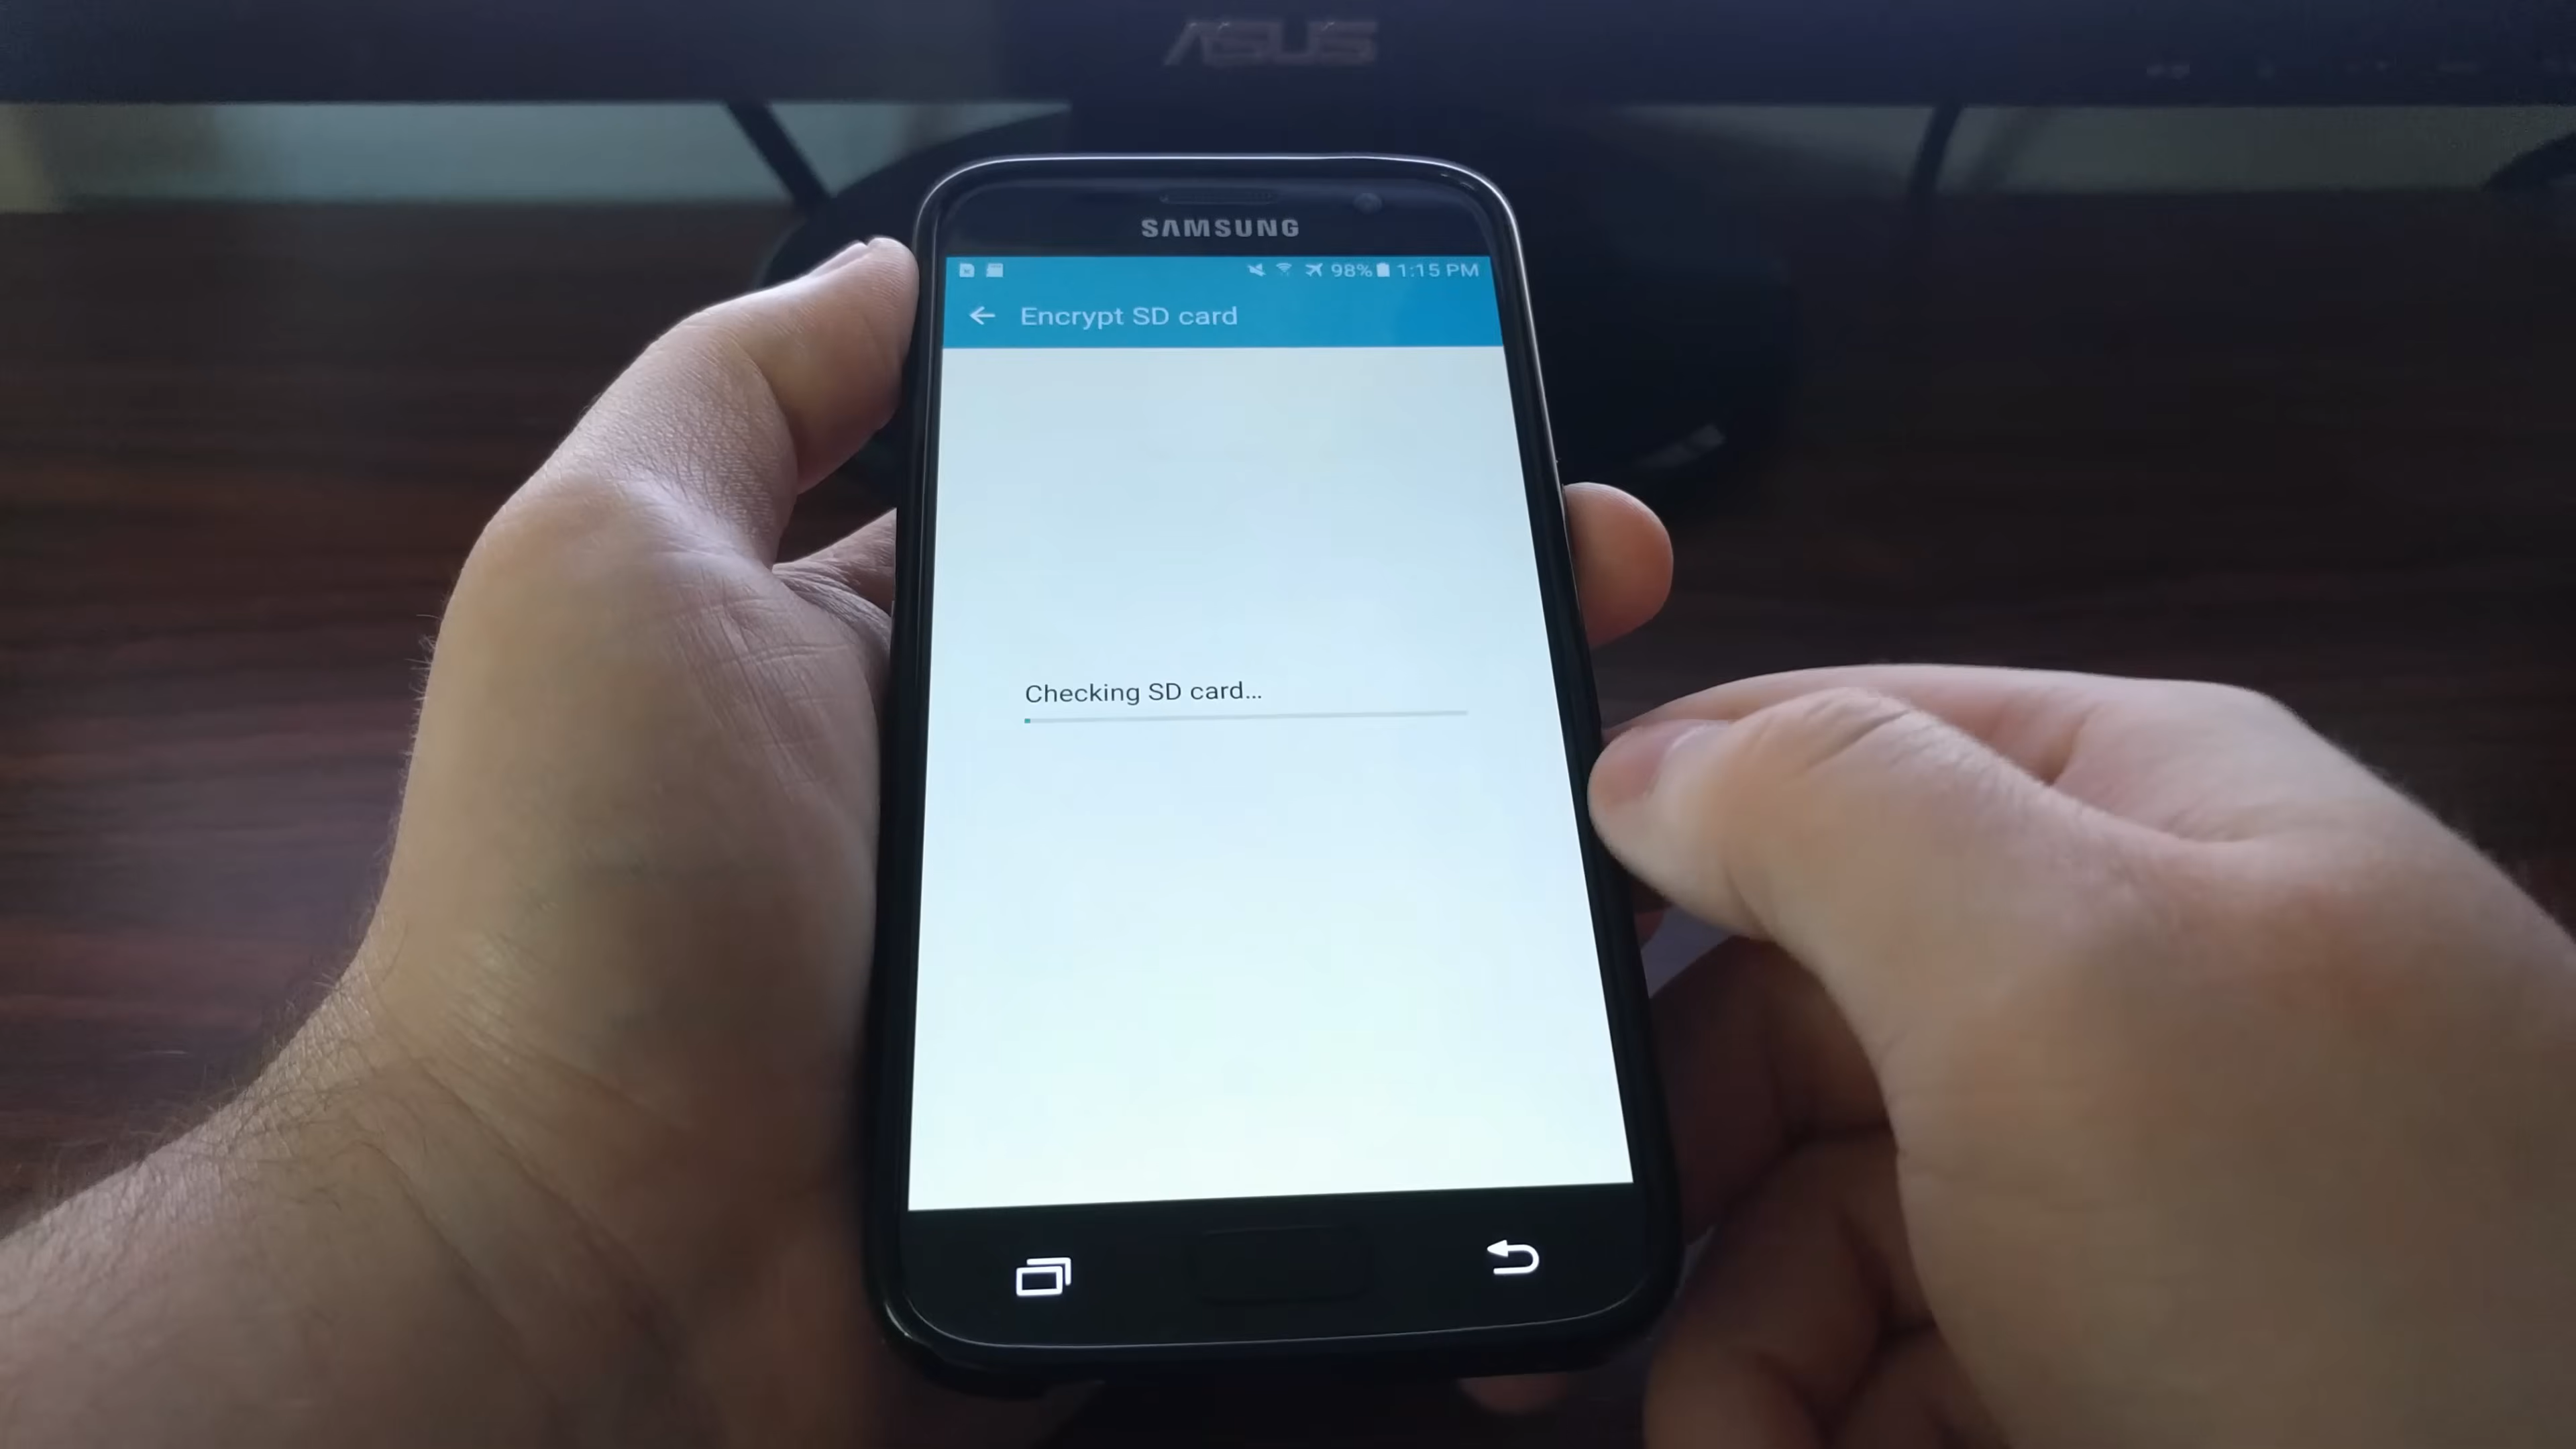 ASUS
SAMSUNG
98% 1:15 PM
Encrypt SD card
Checking SD card...